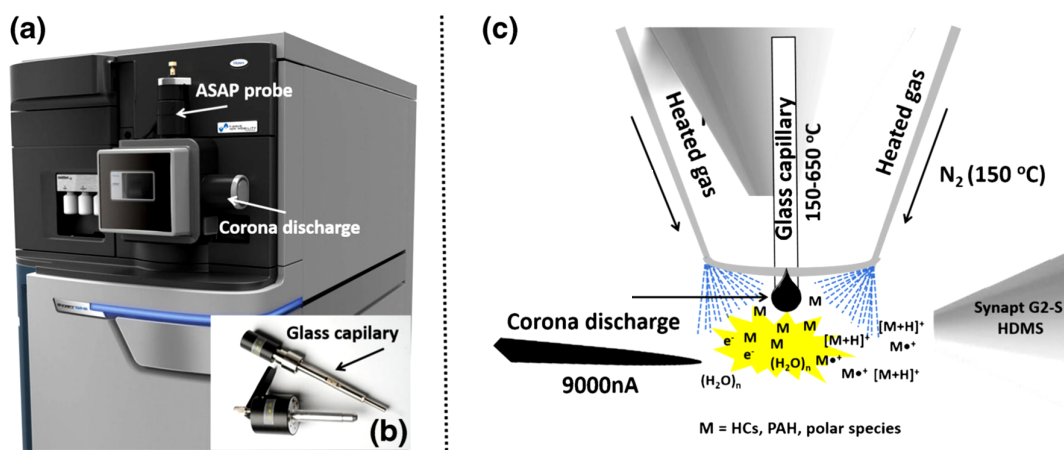 (a)
ASAP probe
Corona discharge
Glass capilary
(b)
(c)
Heated gas
Glass capillary
150-650 °C
Heated gas
N₂ (150 °C)
Corona discharge
9000nA
M
M
M
M
M
M
e⁻
e⁻
(H₂O)ₙ
(H₂O)ₙ
[M+H]⁺
[M+H]⁺
M•⁺
M•⁺
M•⁺
[M+H]⁺
Synapt G2-S
HDMS
M = HCs, PAH, polar species